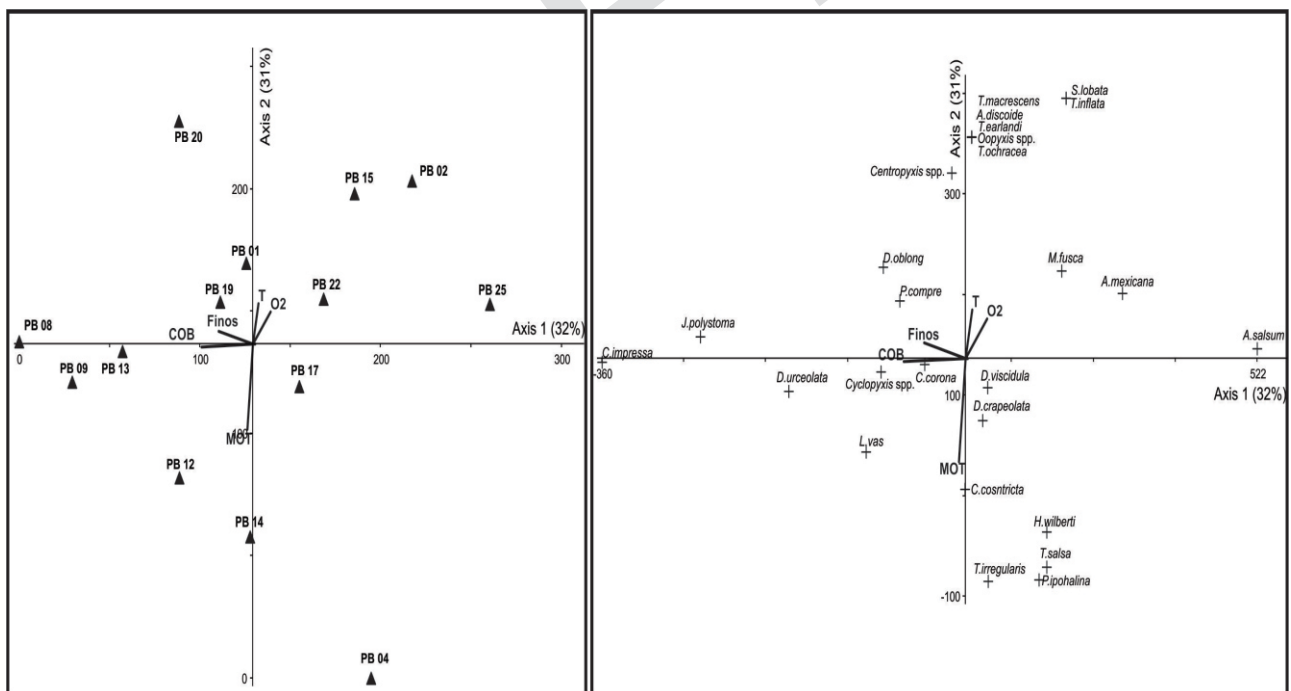 Axis 2 (31%)
PB 20
200
PB 15
PB 02
PB 01
PB 19
PB 22
PB 25
T
O2
PB 08
Finos
COB
Axis 1 (32%)
0
100
200
300
PB 09
PB 13
PB 17
100
MOT
PB 12
PB 14
PB 04
0
Axis 2 (31%)
S.lobata
T.inflata
T.macrescens
A.discoide
T.earlandi
Oopyxis spp.
T.ochracea
Centropyxis spp.
300
D.oblong
M.fusca
P.compre
A.mexicana
T
O2
J.polystoma
Finos
A.salsum
C.impressa
COB
-360
Cyclopyxis spp.
C.corona
522
D.urceolata
D.viscidula
Axis 1 (32%)
100
D.crapeolata
L.vas
MOT
C.cosntricta
H.wilberti
T.salsa
T.irregularis
P.ipohalina
-100